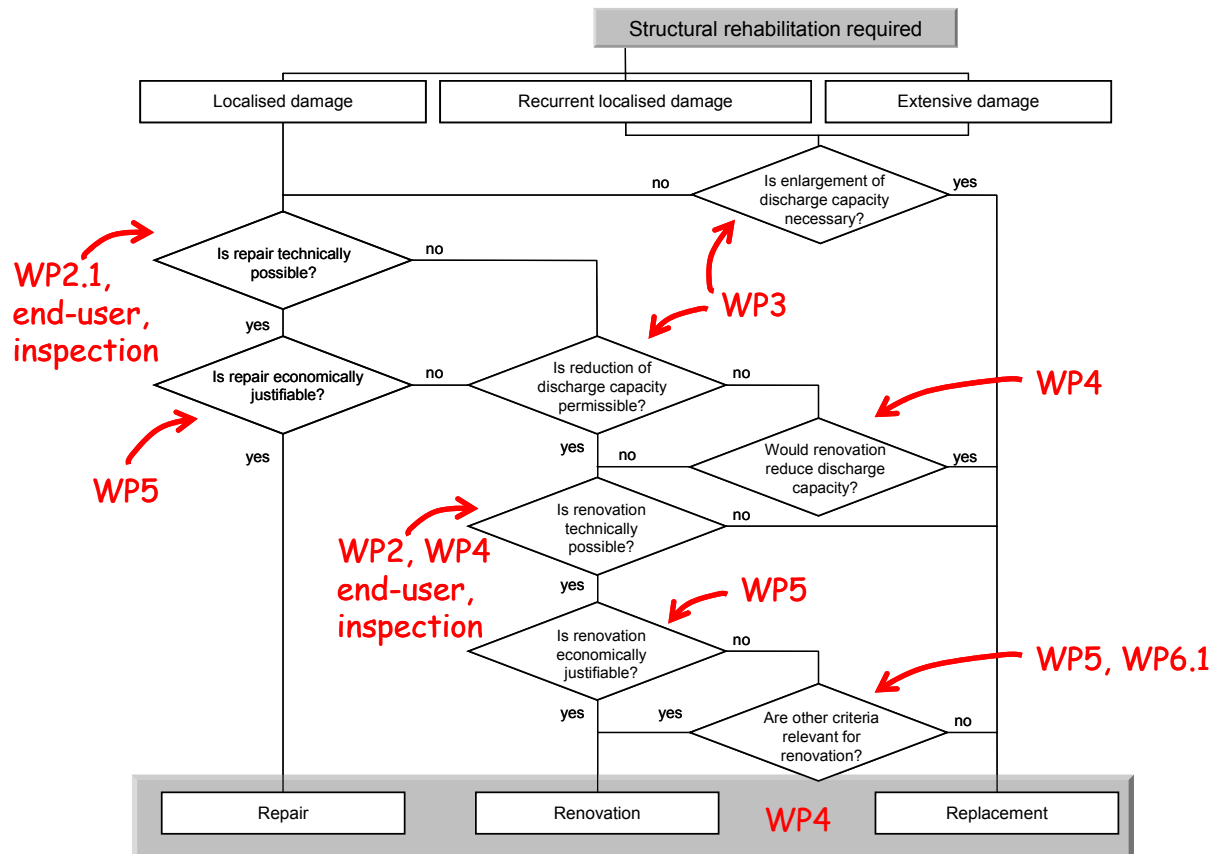 Structural rehabilitation required
Localised damage
Recurrent localised damage
Extensive damage
no
Is enlargement of
discharge capacity
necessary?
yes
WP2.1,
end-user,
inspection
Is repair technically
possible?
no
WP3
yes
Is repair economically
justifiable?
no
Is reduction of
discharge capacity
permissible?
no
WP4
WP5
yes
yes
no
Would renovation
reduce discharge
capacity?
yes
WP2, WP4
end-user,
inspection
Is renovation
technically
possible?
no
yes
WP5
Is renovation
economically
justifiable?
no
WP5, WP6.1
yes
yes
Are other criteria
relevant for
renovation?
no
Repair
Renovation
WP4
Replacement